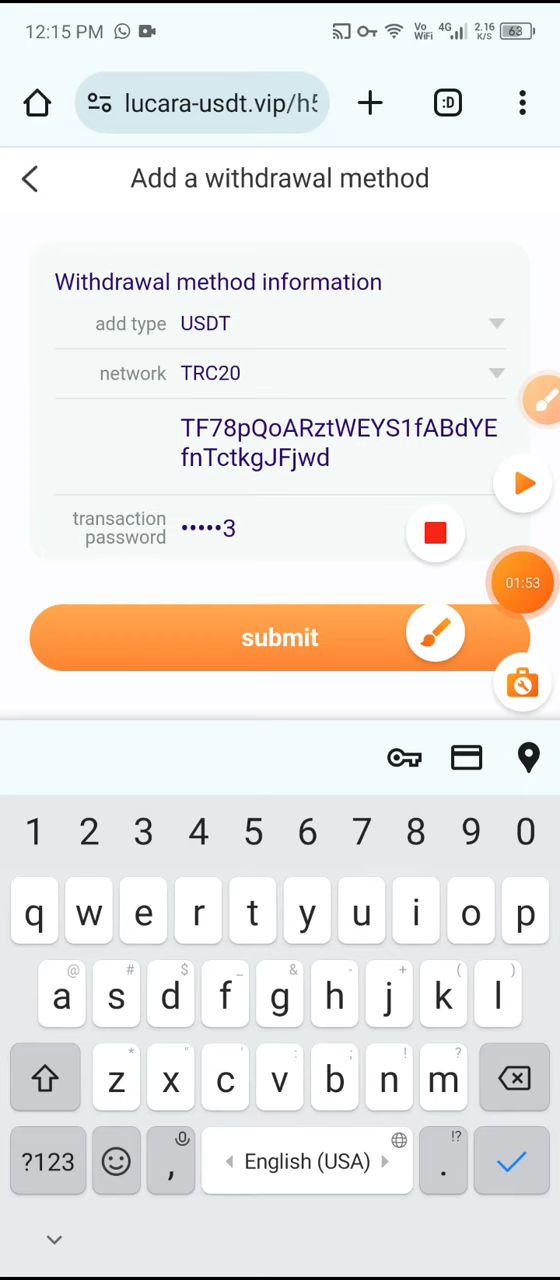 12:15 PM
Vo WiFi 4G 2.16 K/S 63
lucara-usdt.vip/h5
:D
Add a withdrawal method
Withdrawal method information
add type USDT
network TRC20
TF78pQoARztWEYS1fABdYE
fnTctkgJFjwd
transaction
password •••••3
01:53
submit
1 2 3 4 5 6 7 8 9 0
q w e r t y u i o p
@ # $ _ & - + ( )
a s d f g h j k l
* " ' : ; ! ?
z x c v b n m
!?
?123 , English (USA) .